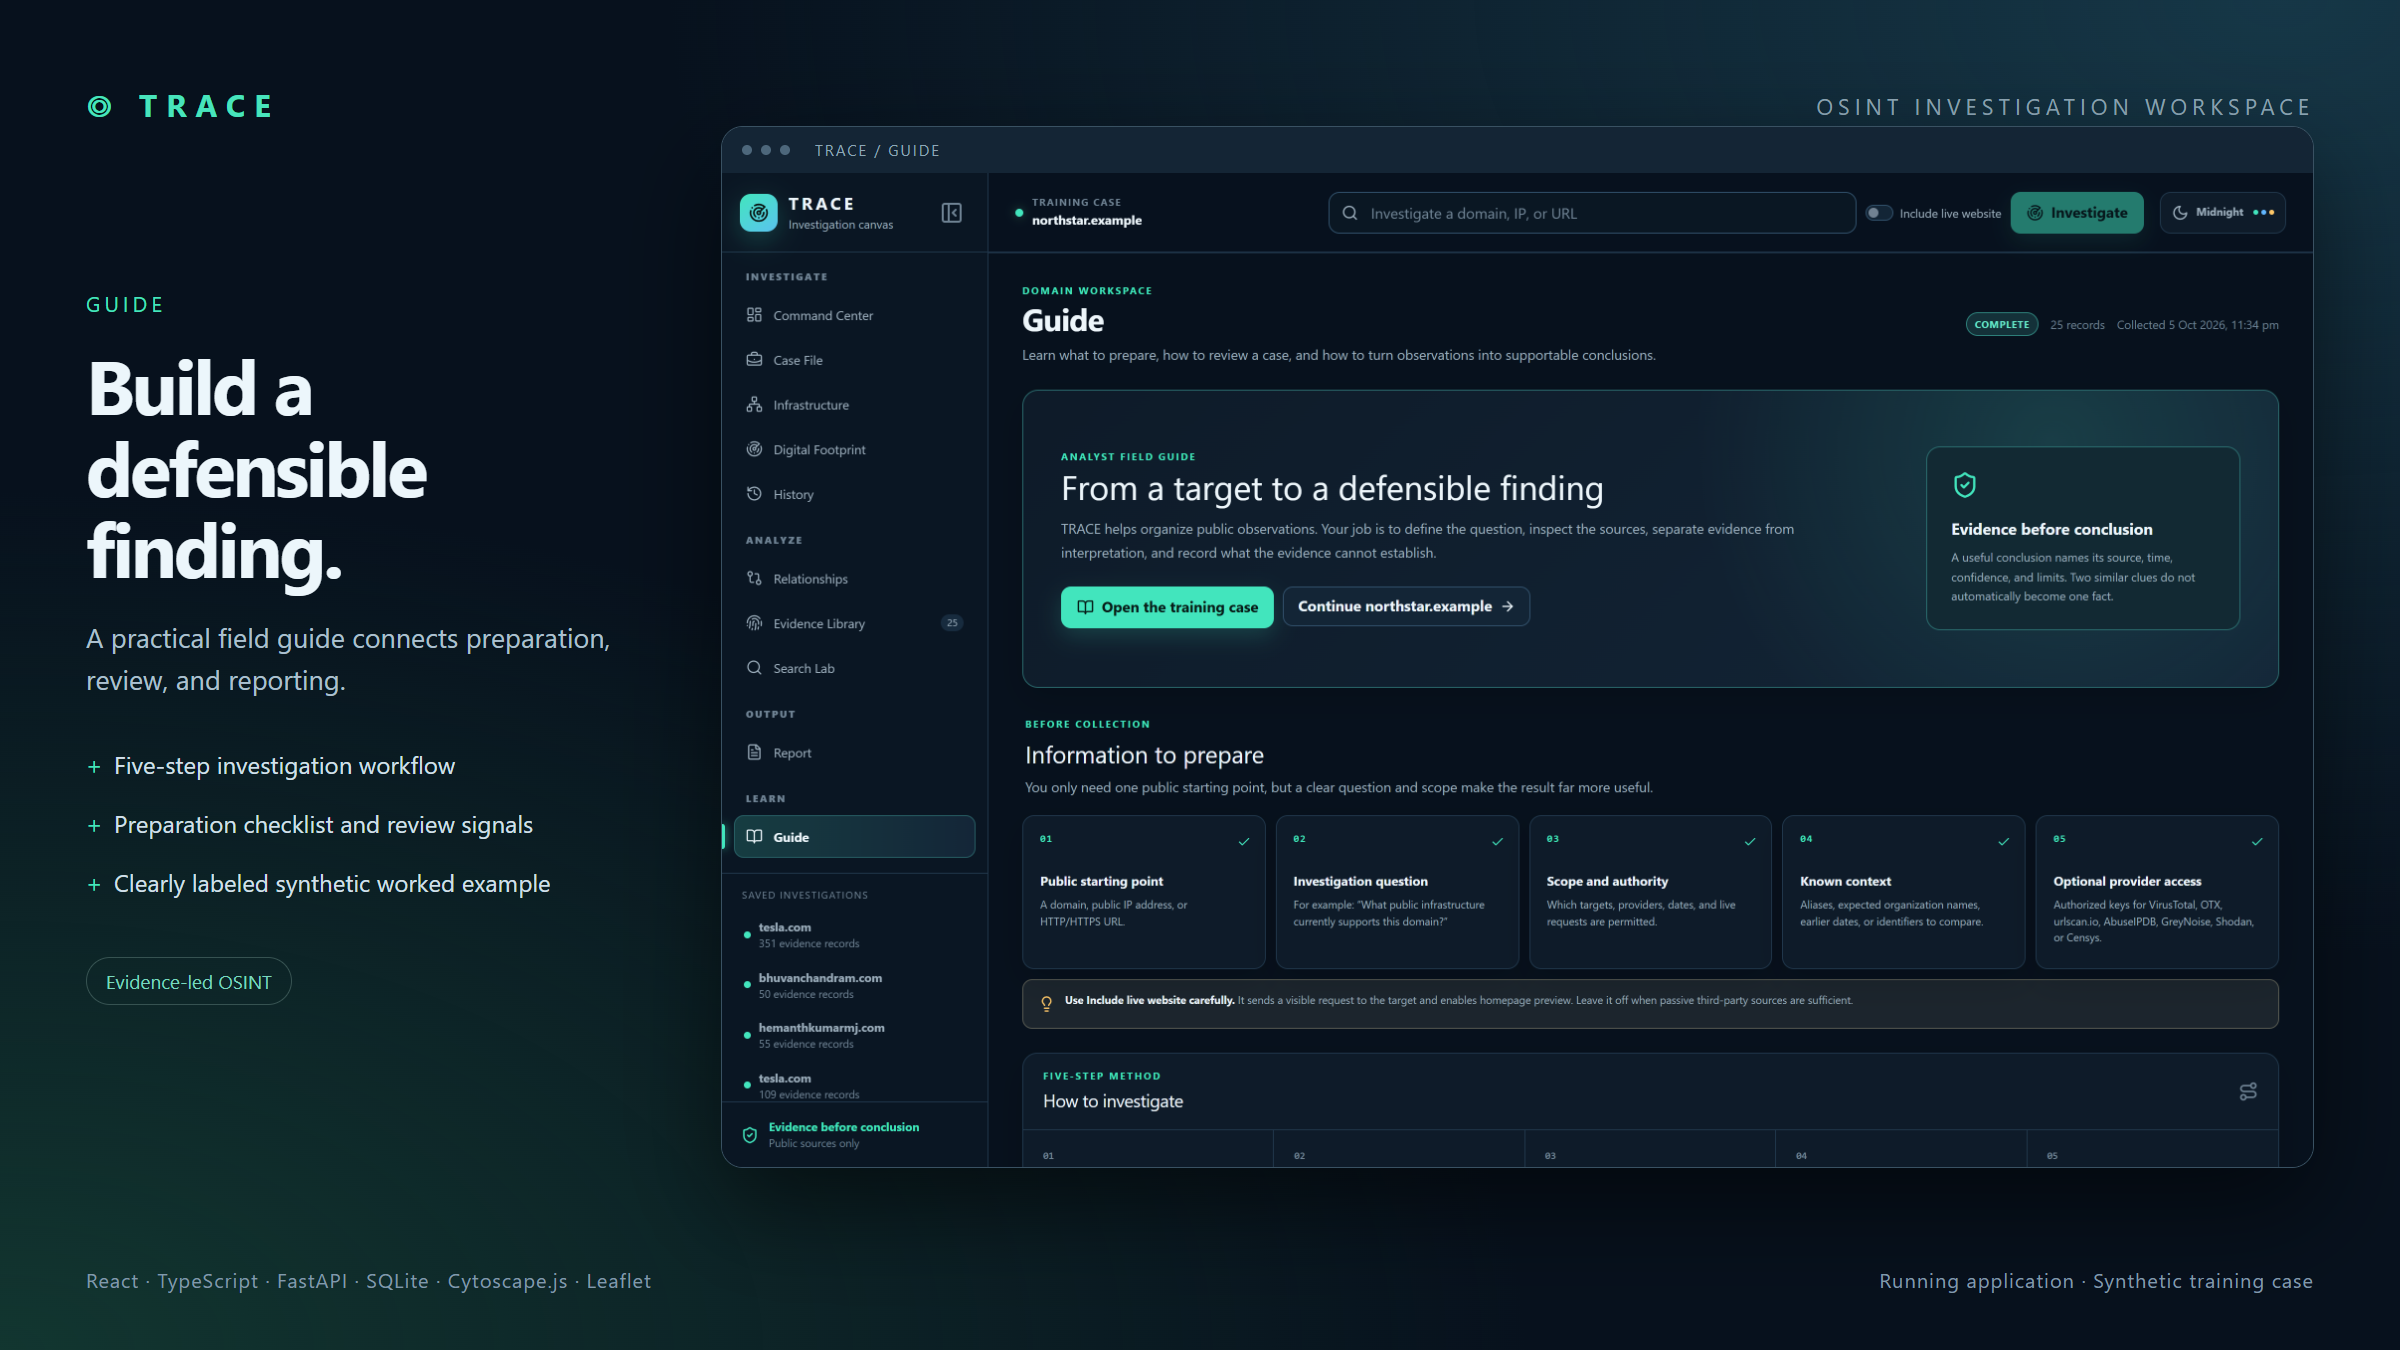 TRACE
OSINT INVESTIGATION WORKSPACE
GUIDE
Build a
defensible
finding.
A practical field guide connects preparation,
review, and reporting.
+ Five-step investigation workflow
+ Preparation checklist and review signals
+ Clearly labeled synthetic worked example
Evidence-led OSINT
TRACE / GUIDE
TRACE
Investigation canvas
INVESTIGATE
Command Center
Case File
Infrastructure
Digital Footprint
History
ANALYZE
Relationships
Evidence Library 25
Search Lab
OUTPUT
Report
LEARN
Guide
SAVED INVESTIGATIONS
tesla.com
351 evidence records
bhuvanchandram.com
50 evidence records
hemanthkumarmj.com
55 evidence records
tesla.com
109 evidence records
Evidence before conclusion
Public sources only
TRAINING CASE
northstar.example
Investigate a domain, IP, or URL
Include live website
Investigate
Midnight
DOMAIN WORKSPACE
Guide
Learn what to prepare, how to review a case, and how to turn observations into supportable conclusions.
COMPLETE 25 records Collected 5 Oct 2026, 11:34 pm
ANALYST FIELD GUIDE
From a target to a defensible finding
TRACE helps organize public observations. Your job is to define the question, inspect the sources, separate evidence from
interpretation, and record what the evidence cannot establish.
Open the training case
Continue northstar.example →
Evidence before conclusion
A useful conclusion names its source, time,
confidence, and limits. Two similar clues do not
automatically become one fact.
BEFORE COLLECTION
Information to prepare
You only need one public starting point, but a clear question and scope make the result far more useful.
01
Public starting point
A domain, public IP address, or
HTTP/HTTPS URL.
02
Investigation question
For example: "What public infrastructure
currently supports this domain?"
03
Scope and authority
Which targets, providers, dates, and live
requests are permitted.
04
Known context
Aliases, expected organization names,
earlier dates, or identifiers to compare.
05
Optional provider access
Authorized keys for VirusTotal, OTX,
urlscan.io, AbuseIPDB, GreyNoise, Shodan,
or Censys.
Use Include live website carefully. It sends a visible request to the target and enables homepage preview. Leave it off when passive third-party sources are sufficient.
FIVE-STEP METHOD
How to investigate
01 02 03 04 05
React · TypeScript · FastAPI · SQLite · Cytoscape.js · Leaflet
Running application · Synthetic training case